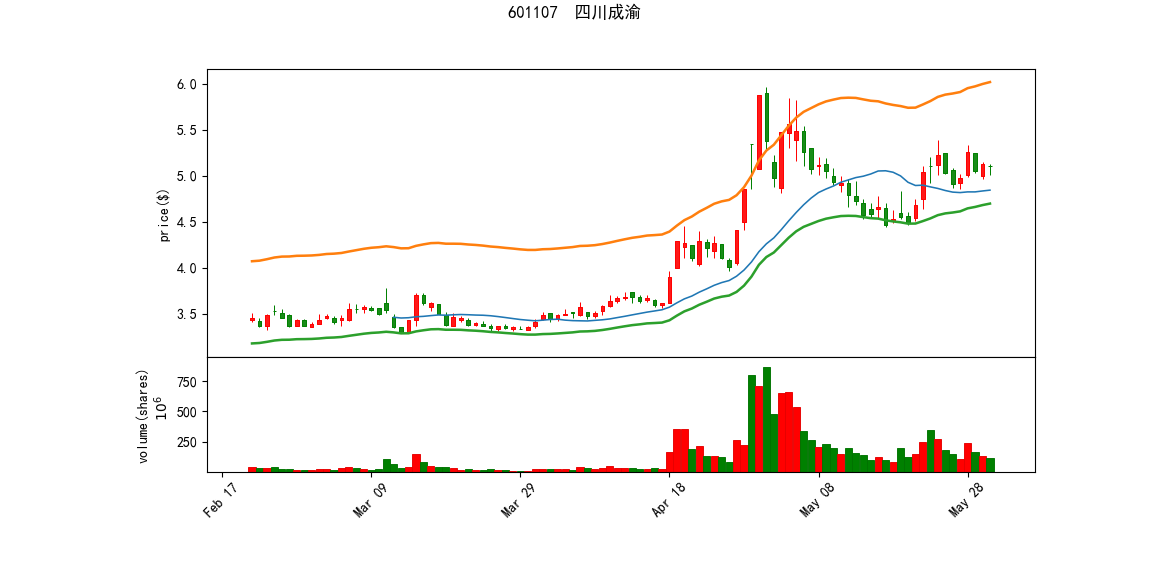 601107 四川成渝
price($)
6.0
5.5
5.0
4.5
4.0
3.5
volume(shares)
10^6
750
500
250
Feb 17
Mar 09
Mar 29
Apr 18
May 08
May 28